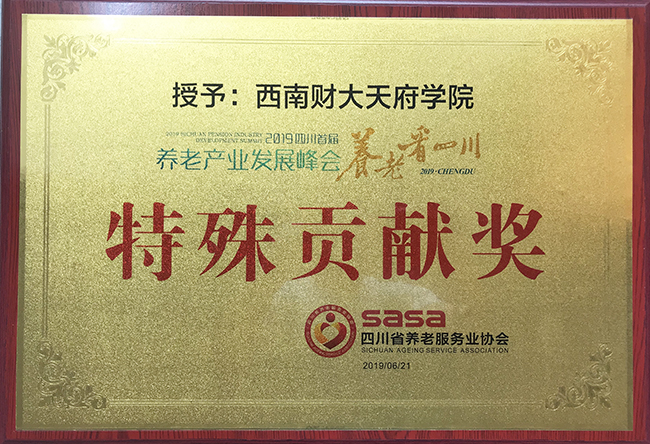 授予：西南财大天府学院
2019 SICHUAN PENSION INDUSTRY
DEVELOPMENT SUMMIT 2019四川首届
养老产业发展峰会
养老看四川
2019·CHENGDU
特殊贡献奖
sasa
四川省养老服务业协会
SICHUAN AGEING SERVICE ASSOCIATION
2019/06/21